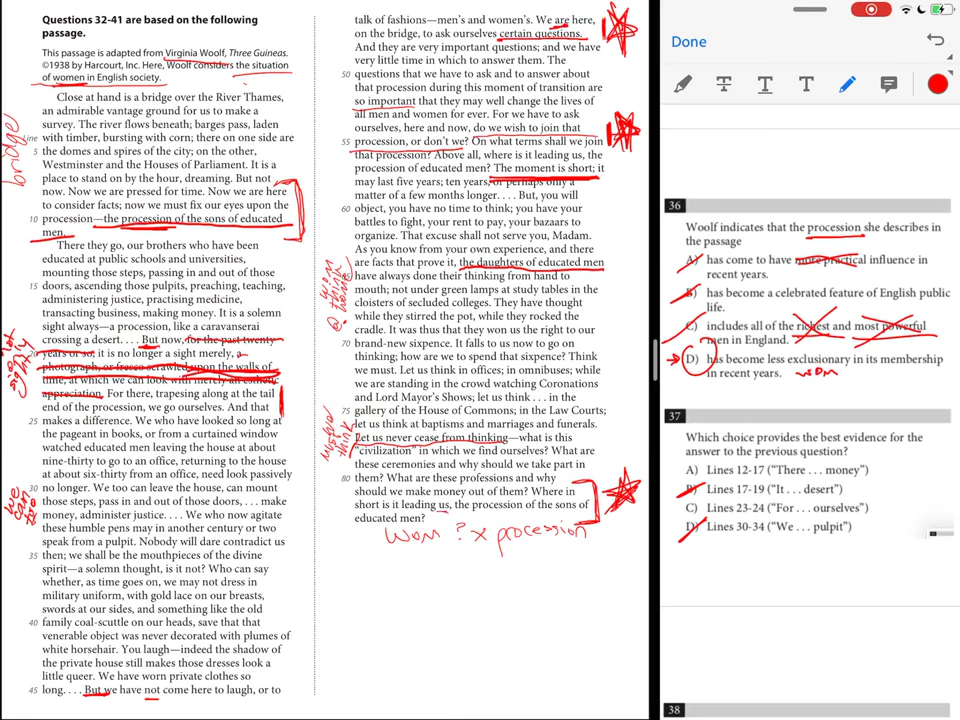 Questions 32-41 are based on the following
passage.
This passage is adapted from Virginia Woolf, Three Guineas.
©1938 by Harcourt, Inc. Here, Woolf considers the situation
of women in English society.
Close at hand is a bridge over the River Thames,
an admirable vantage ground for us to make a
survey. The river flows beneath; barges pass, laden
Line with timber, bursting with corn; there on one side are
5 the domes and spires of the city; on the other,
Westminster and the Houses of Parliament. It is a
place to stand on by the hour, dreaming. But not
now. Now we are pressed for time. Now we are here
to consider facts; now we must fix our eyes upon the
10 procession—the procession of the sons of educated
men.
There they go, our brothers who have been
educated at public schools and universities,
mounting those steps, passing in and out of those
15 doors, ascending those pulpits, preaching, teaching,
administering justice, practising medicine,
transacting business, making money. It is a solemn
sight always—a procession, like a caravanserai
crossing a desert. . . . But now, for the past twenty
20 years or so, it is no longer a sight merely, a
photograph, or fresco scrawled upon the walls of
time, at which we can look with merely an esthetic
appreciation. For there, trapesing along at the tail
end of the procession, we go ourselves. And that
25 makes a difference. We who have looked so long at
the pageant in books, or from a curtained window
watched educated men leaving the house at about
nine-thirty to go to an office, returning to the house
at about six-thirty from an office, need look passively
30 no longer. We too can leave the house, can mount
those steps, pass in and out of those doors, . . . make
money, administer justice. . . . We who now agitate
these humble pens may in another century or two
speak from a pulpit. Nobody will dare contradict us
35 then; we shall be the mouthpieces of the divine
spirit—a solemn thought, is it not? Who can say
whether, as time goes on, we may not dress in
military uniform, with gold lace on our breasts,
swords at our sides, and something like the old
40 family coal-scuttle on our heads, save that that
venerable object was never decorated with plumes of
white horsehair. You laugh—indeed the shadow of
the private house still makes those dresses look a
little queer. We have worn private clothes so
45 long. . . . But we have not come here to laugh, or to
bridge
not
sight
we
can
too
talk of fashions—men's and women's. We are here,
on the bridge, to ask ourselves certain questions.
And they are very important questions; and we have
very little time in which to answer them. The
50 questions that we have to ask and to answer about
that procession during this moment of transition are
so important that they may well change the lives of
all men and women for ever. For we have to ask
ourselves, here and now, do we wish to join that
55 procession, or don't we? On what terms shall we join
that procession? Above all, where is it leading us, the
procession of educated men? The moment is short; it
may last five years; ten years, or perhaps only a
matter of a few months longer. . . . But, you will
60 object, you have no time to think; you have your
battles to fight, your rent to pay, your bazaars to
organize. That excuse shall not serve you, Madam.
As you know from your own experience, and there
are facts that prove it, the daughters of educated men
have always done their thinking from hand to
mouth; not under green lamps at study tables in the
cloisters of secluded colleges. They have thought
while they stirred the pot, while they rocked the
cradle. It was thus that they won us the right to our
70 brand-new sixpence. It falls to us now to go on
thinking; how are we to spend that sixpence? Think
we must. Let us think in offices; in omnibuses; while
we are standing in the crowd watching Coronations
and Lord Mayor's Shows; let us think . . . in the
75 gallery of the House of Commons; in the Law Courts;
let us think at baptisms and marriages and funerals.
Let us never cease from thinking—what is this
"civilization" in which we find ourselves? What are
these ceremonies and why should we take part in
80 them? What are these professions and why
should we make money out of them? Where in
short is it leading us, the procession of the sons of
educated men?
wom
think
@ home
must
think
wom ? x procession
Done
36
Woolf indicates that the procession she describes in
the passage
A) has come to have more practical influence in
recent years.
B) has become a celebrated feature of English public
life.
C) includes all of the richest and most powerful
men in England.
D) has become less exclusionary in its membership
in recent years.
wom
37
Which choice provides the best evidence for the
answer to the previous question?
A) Lines 12-17 ("There . . . money")
B) Lines 17-19 ("It . . . desert")
C) Lines 23-24 ("For . . . ourselves")
D) Lines 30-34 ("We . . . pulpit")
38